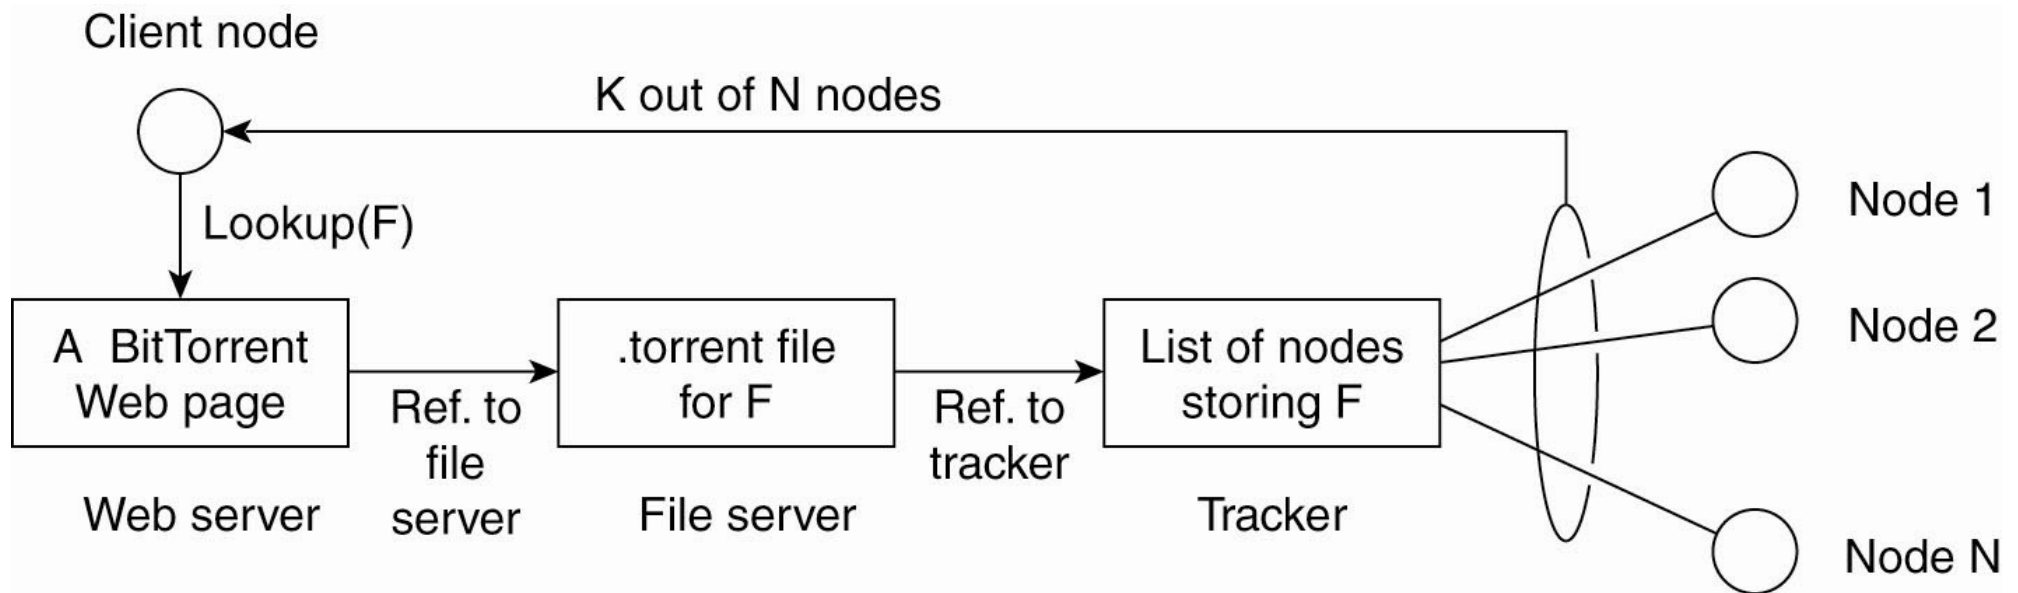 Client node
K out of N nodes
Lookup(F)
Node 1
Node 2
A BitTorrent
Web page
Ref. to
file
server
.torrent file
for F
Ref. to
tracker
List of nodes
storing F
Web server
File server
Tracker
Node N